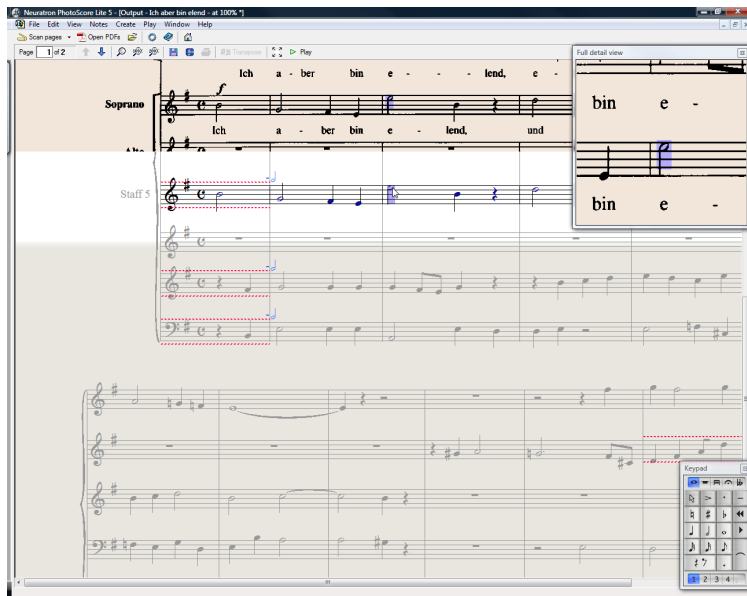 Neuratron PhotoScore Lite 5 - [Output - Ich aber bin elend - at 100% *]
File Edit View Notes Create Play Window Help
Scan pages Open PDFs
Page 1 of 2 Transpose Play
Full detail view
Ich a - ber bin e - - lend, e -
bin e -
f
Soprano
Ich a - ber bin e - lend, und
Alto
Staff 5
bin e -
Keypad
1 2 3 4